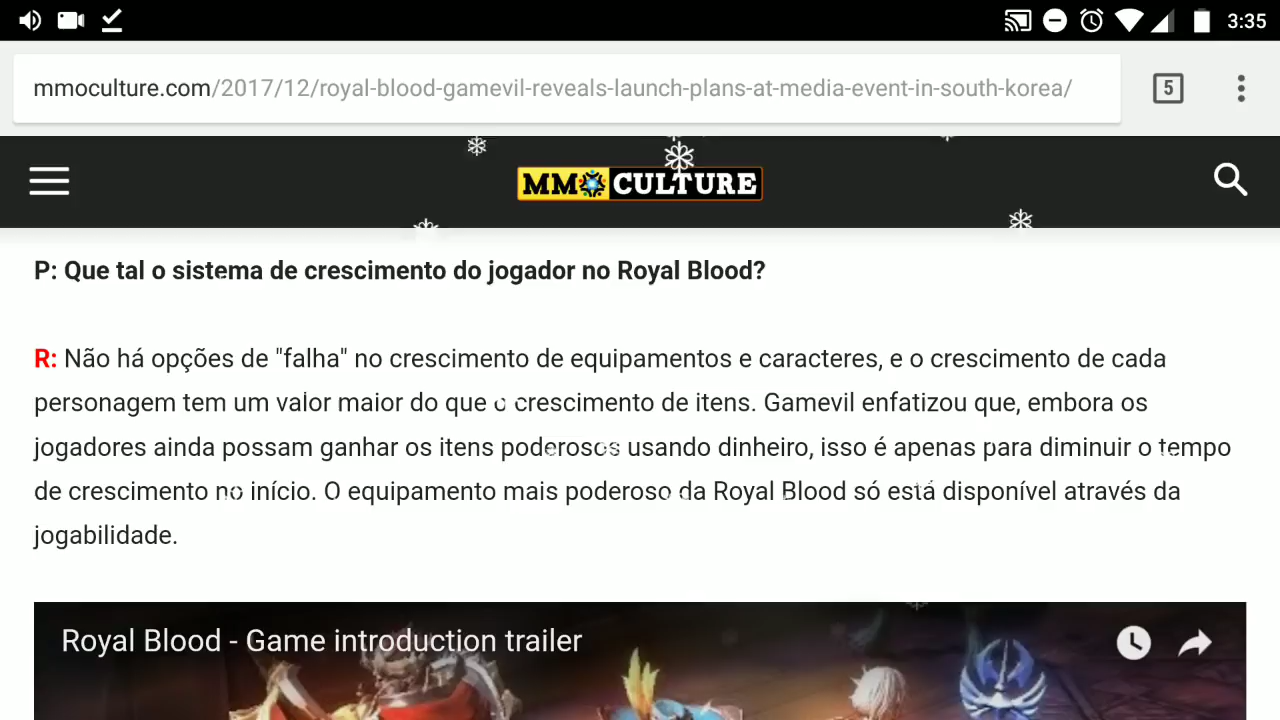 3:35
mmoculture.com/2017/12/royal-blood-gamevil-reveals-launch-plans-at-media-event-in-south-korea/
5
MMOCULTURE
P: Que tal o sistema de crescimento do jogador no Royal Blood?
R: Não há opções de "falha" no crescimento de equipamentos e caracteres, e o crescimento de cada
personagem tem um valor maior do que o crescimento de itens. Gamevil enfatizou que, embora os
jogadores ainda possam ganhar os itens poderosos usando dinheiro, isso é apenas para diminuir o tempo
de crescimento no início. O equipamento mais poderoso da Royal Blood só está disponível através da
jogabilidade.
Royal Blood - Game introduction trailer